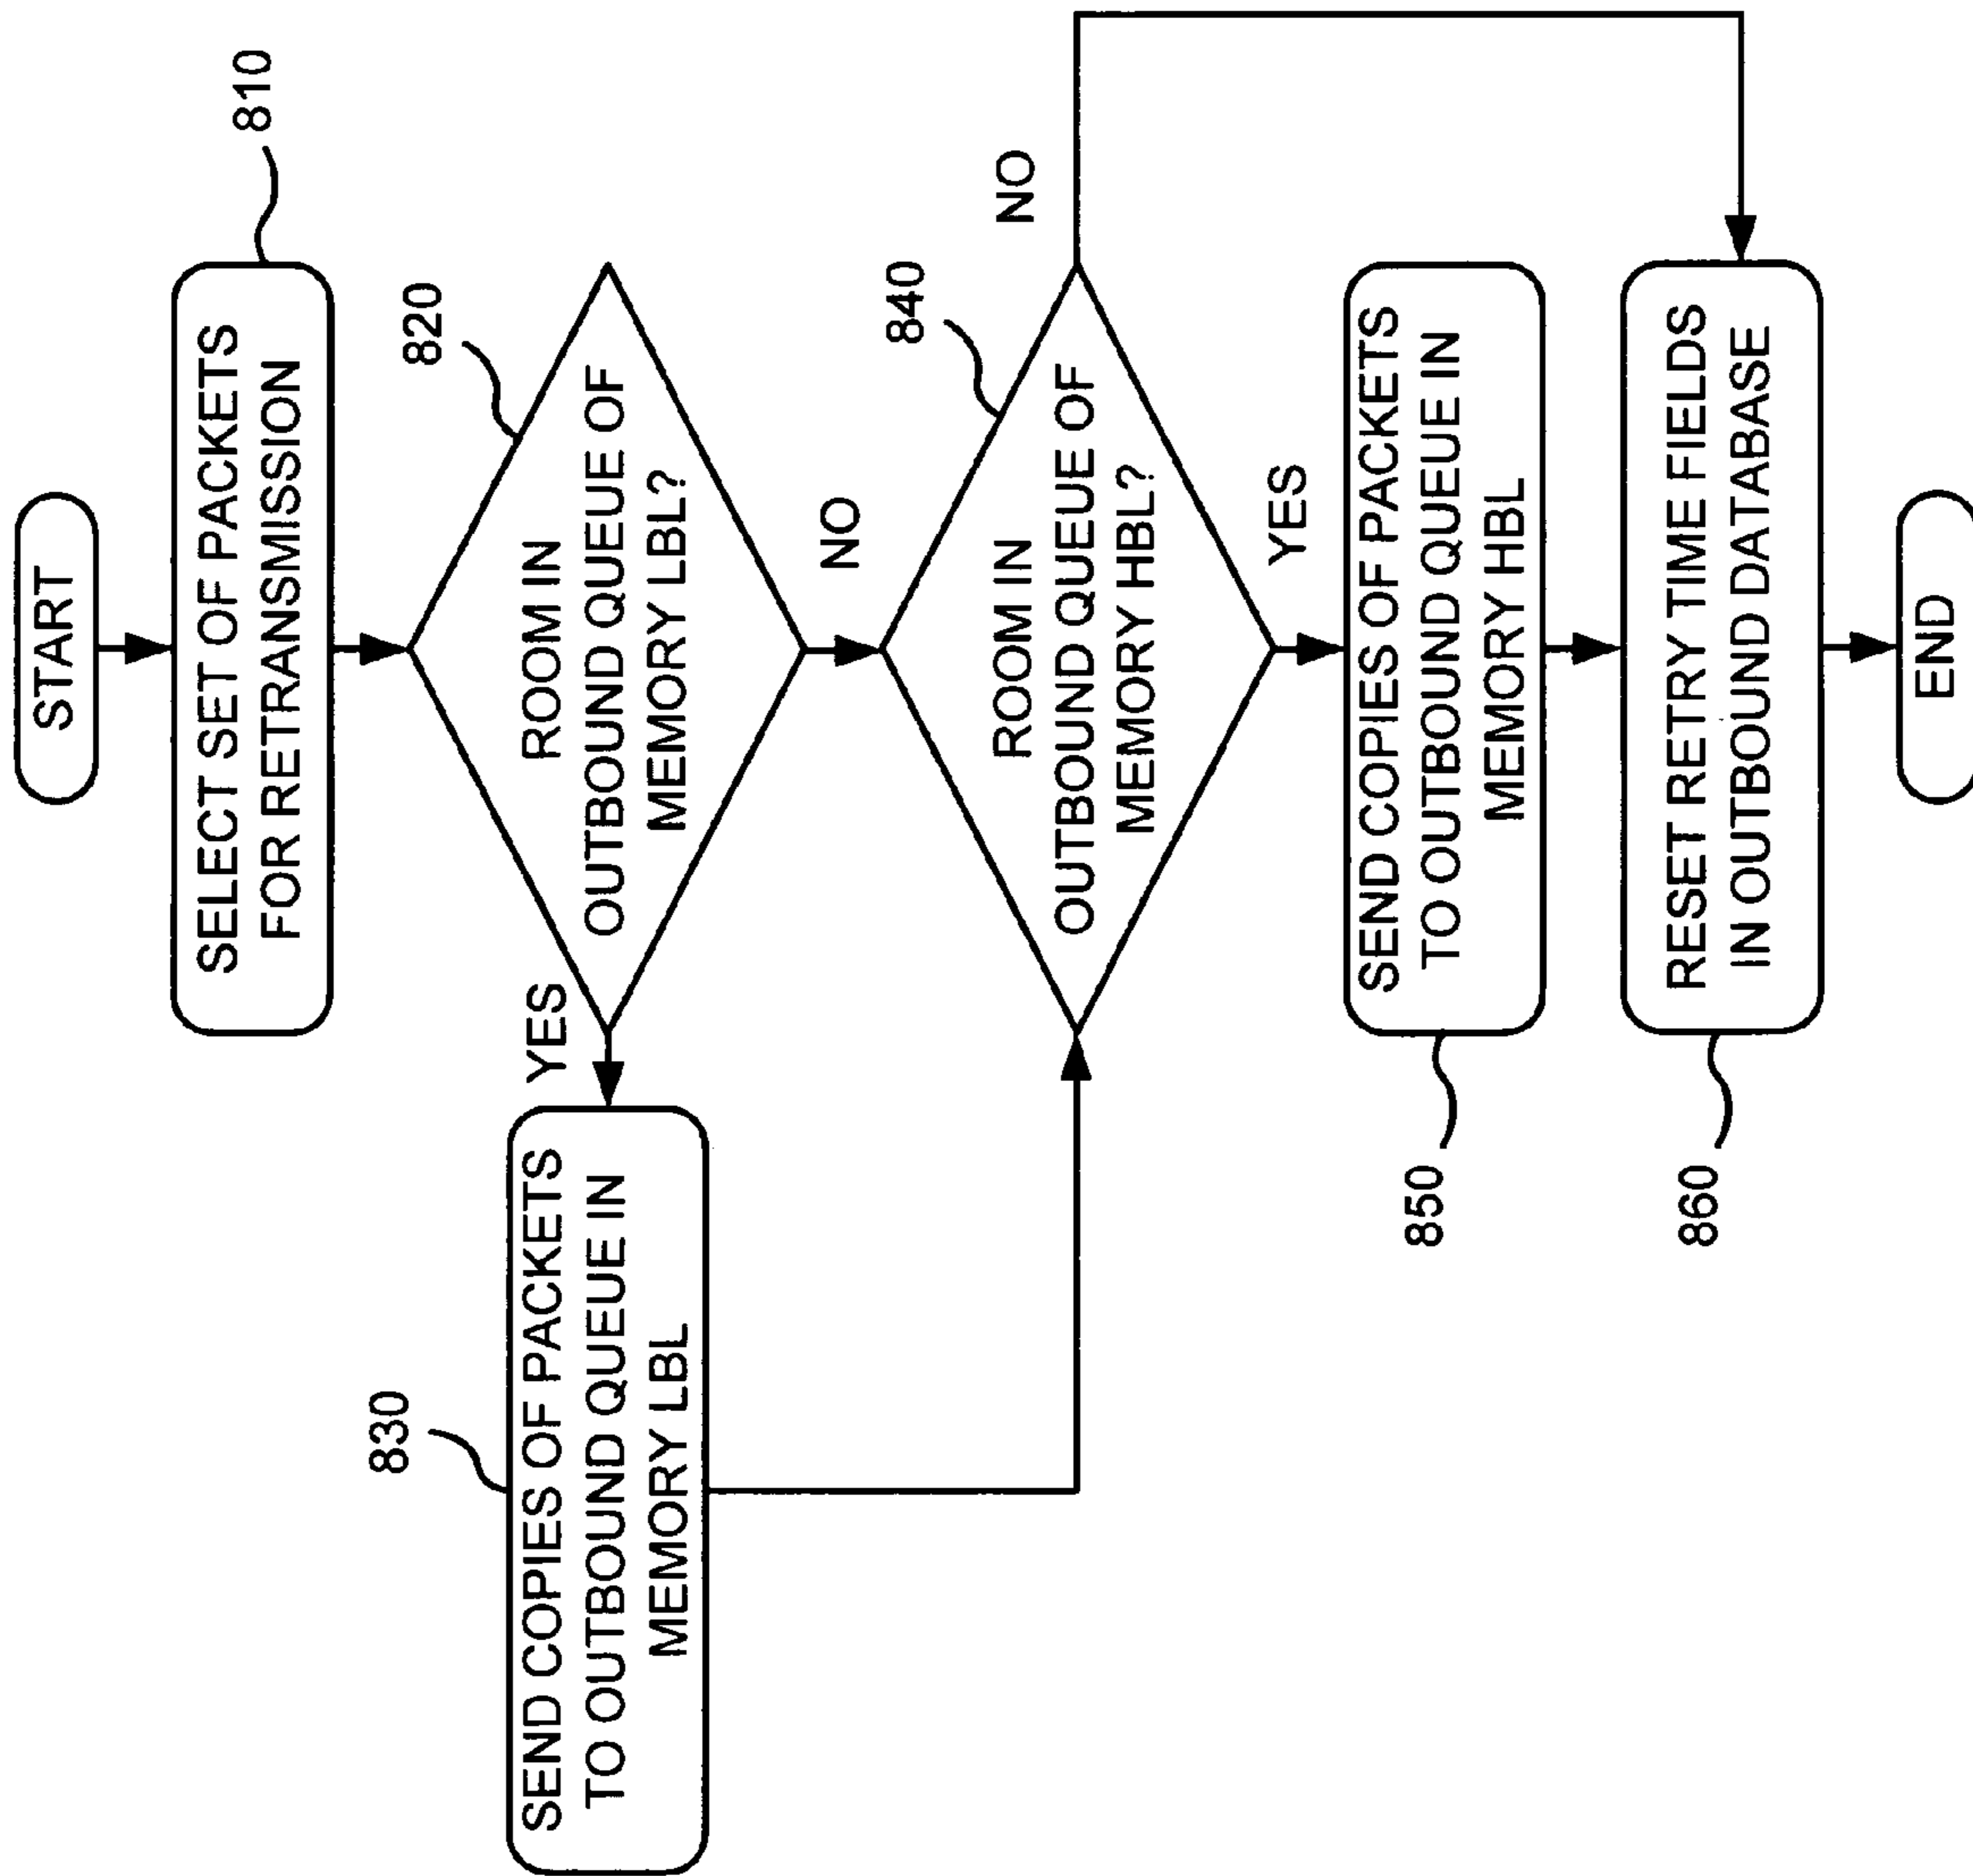 START
810
SELECT SET OF PACKETS
FOR RETRANSMISSION
820
ROOM IN
OUTBOUND QUEUE OF
MEMORY LBL?
YES
NO
830
SEND COPIES OF PACKETS
TO OUTBOUND QUEUE IN
MEMORY LBL
840
ROOM IN
OUTBOUND QUEUE OF
MEMORY HBL?
NO
YES
850
SEND COPIES OF PACKETS
TO OUTBOUND QUEUE IN
MEMORY HBL
860
RESET RETRY TIME FIELDS
IN OUTBOUND DATABASE
END